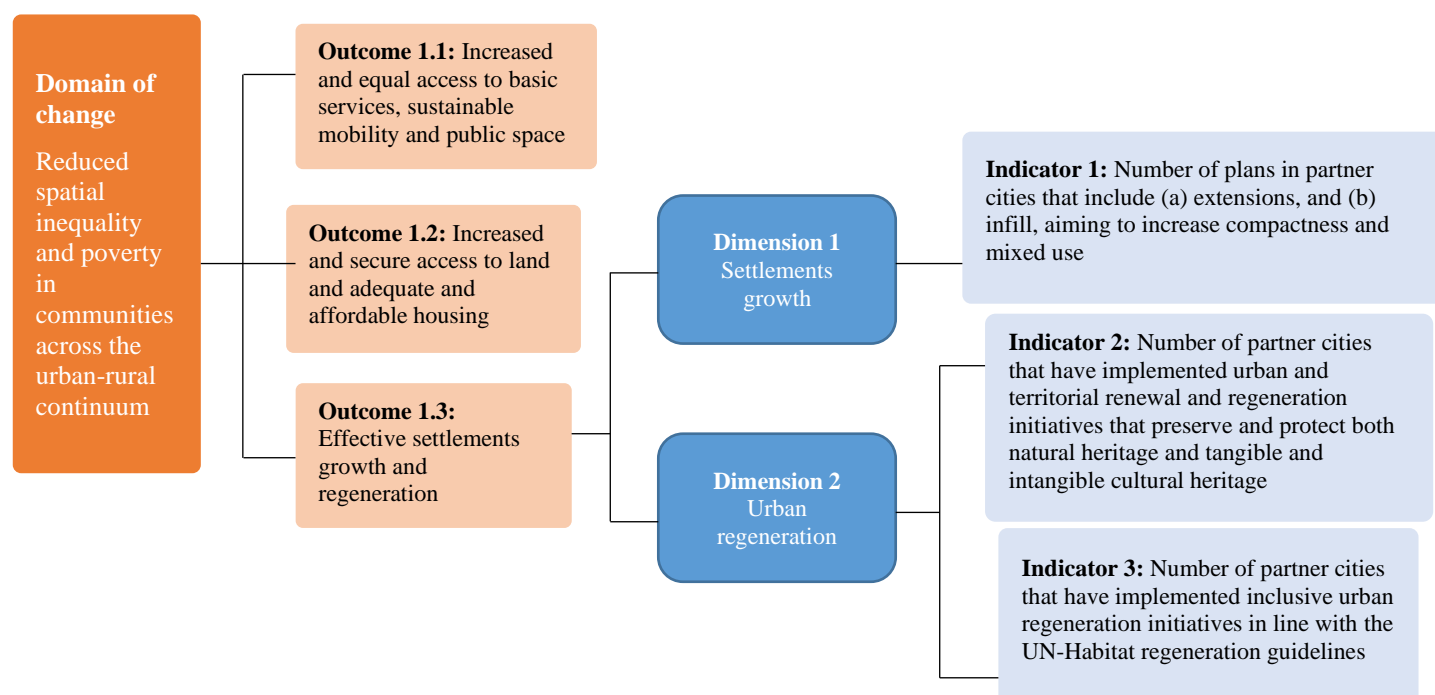 Domain of
change
Reduced
spatial
inequality
and poverty
in
communities
across the
urban-rural
continuum
Outcome 1.1: Increased
and equal access to basic
services, sustainable
mobility and public space
Outcome 1.2: Increased
and secure access to land
and adequate and
affordable housing
Outcome 1.3:
Effective settlements
growth and
regeneration
Dimension 1
Settlements
growth
Dimension 2
Urban
regeneration
Indicator 1: Number of plans in partner
cities that include (a) extensions, and (b)
infill, aiming to increase compactness and
mixed use
Indicator 2: Number of partner cities
that have implemented urban and
territorial renewal and regeneration
initiatives that preserve and protect both
natural heritage and tangible and
intangible cultural heritage
Indicator 3: Number of partner cities
that have implemented inclusive urban
regeneration initiatives in line with the
UN-Habitat regeneration guidelines